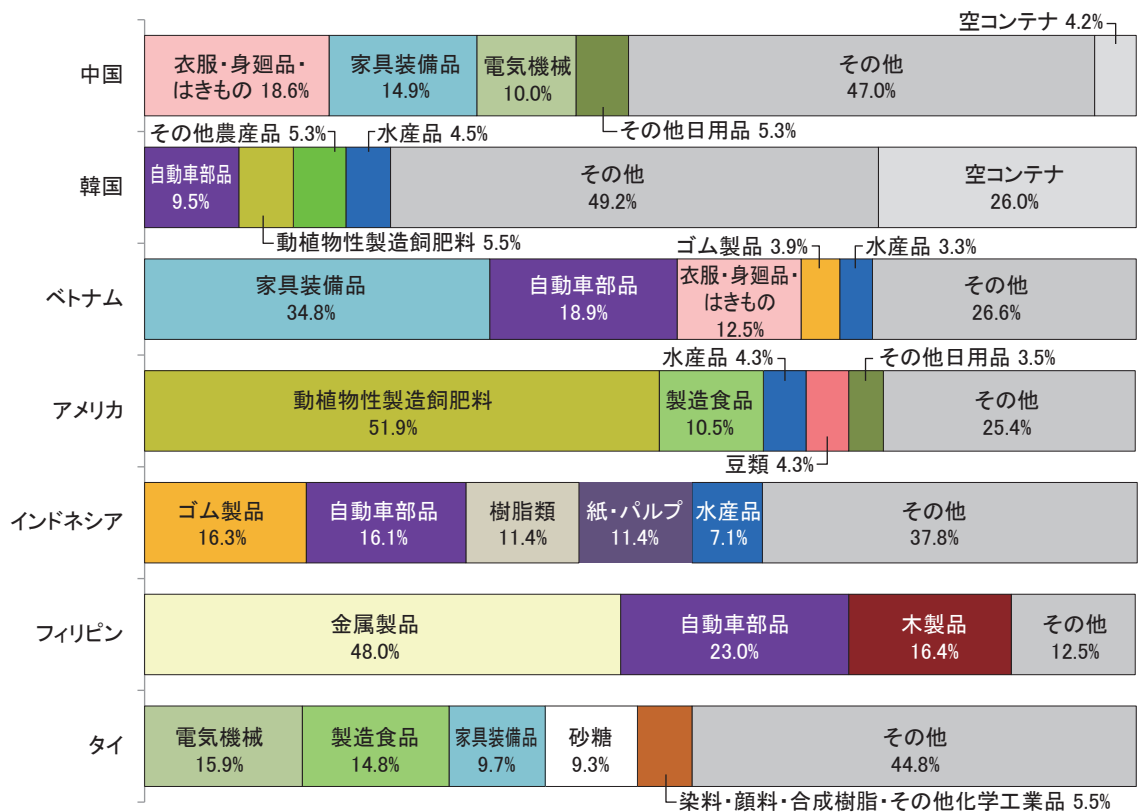 空コンテナ 4.2%
中国
衣服・身廻品・
はきもの 18.6%
家具装備品
14.9%
電気機械
10.0%
その他
47.0%
その他日用品 5.3%
その他農産品 5.3%
水産品 4.5%
韓国
自動車部品
9.5%
その他
49.2%
空コンテナ
26.0%
動植物性製造飼肥料 5.5%
ゴム製品 3.9%
水産品 3.3%
ベトナム
家具装備品
34.8%
自動車部品
18.9%
衣服・身廻品・
はきもの
12.5%
その他
26.6%
水産品 4.3%
その他日用品 3.5%
アメリカ
動植物性製造飼肥料
51.9%
製造食品
10.5%
その他
25.4%
豆類 4.3%
インドネシア
ゴム製品
16.3%
自動車部品
16.1%
樹脂類
11.4%
紙・パルプ
11.4%
水産品
7.1%
その他
37.8%
フィリピン
金属製品
48.0%
自動車部品
23.0%
木製品
16.4%
その他
12.5%
タイ
電気機械
15.9%
製造食品
14.8%
家具装備品
9.7%
砂糖
9.3%
その他
44.8%
染料・顔料・合成樹脂・その他化学工業品 5.5%